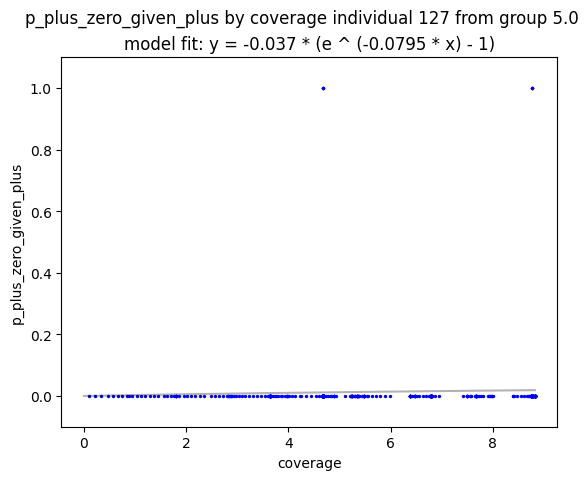 p_plus_zero_given_plus by coverage individual 127 from group 5.0
model fit: y = -0.037 * (e ^ (-0.0795 * x) - 1)
1.0
0.8
0.6
0.4
0.2
0.0
p_plus_zero_given_plus
0 2 4 6 8
coverage